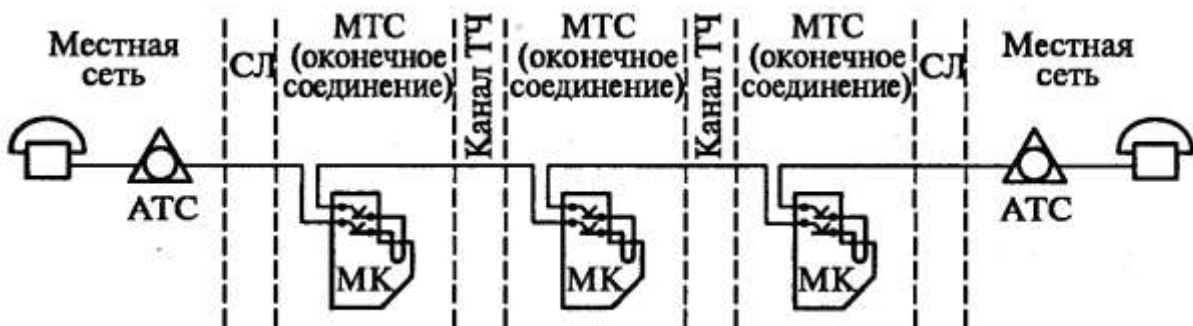 Местная
сеть
СЛ
МТС
(оконечное
соединение)
Канал ТЧ
МТС
(оконечное
соединение)
Канал ТЧ
МТС
(оконечное
соединение)
СЛ
Местная
сеть
АТС
МК
МК
МК
АТС